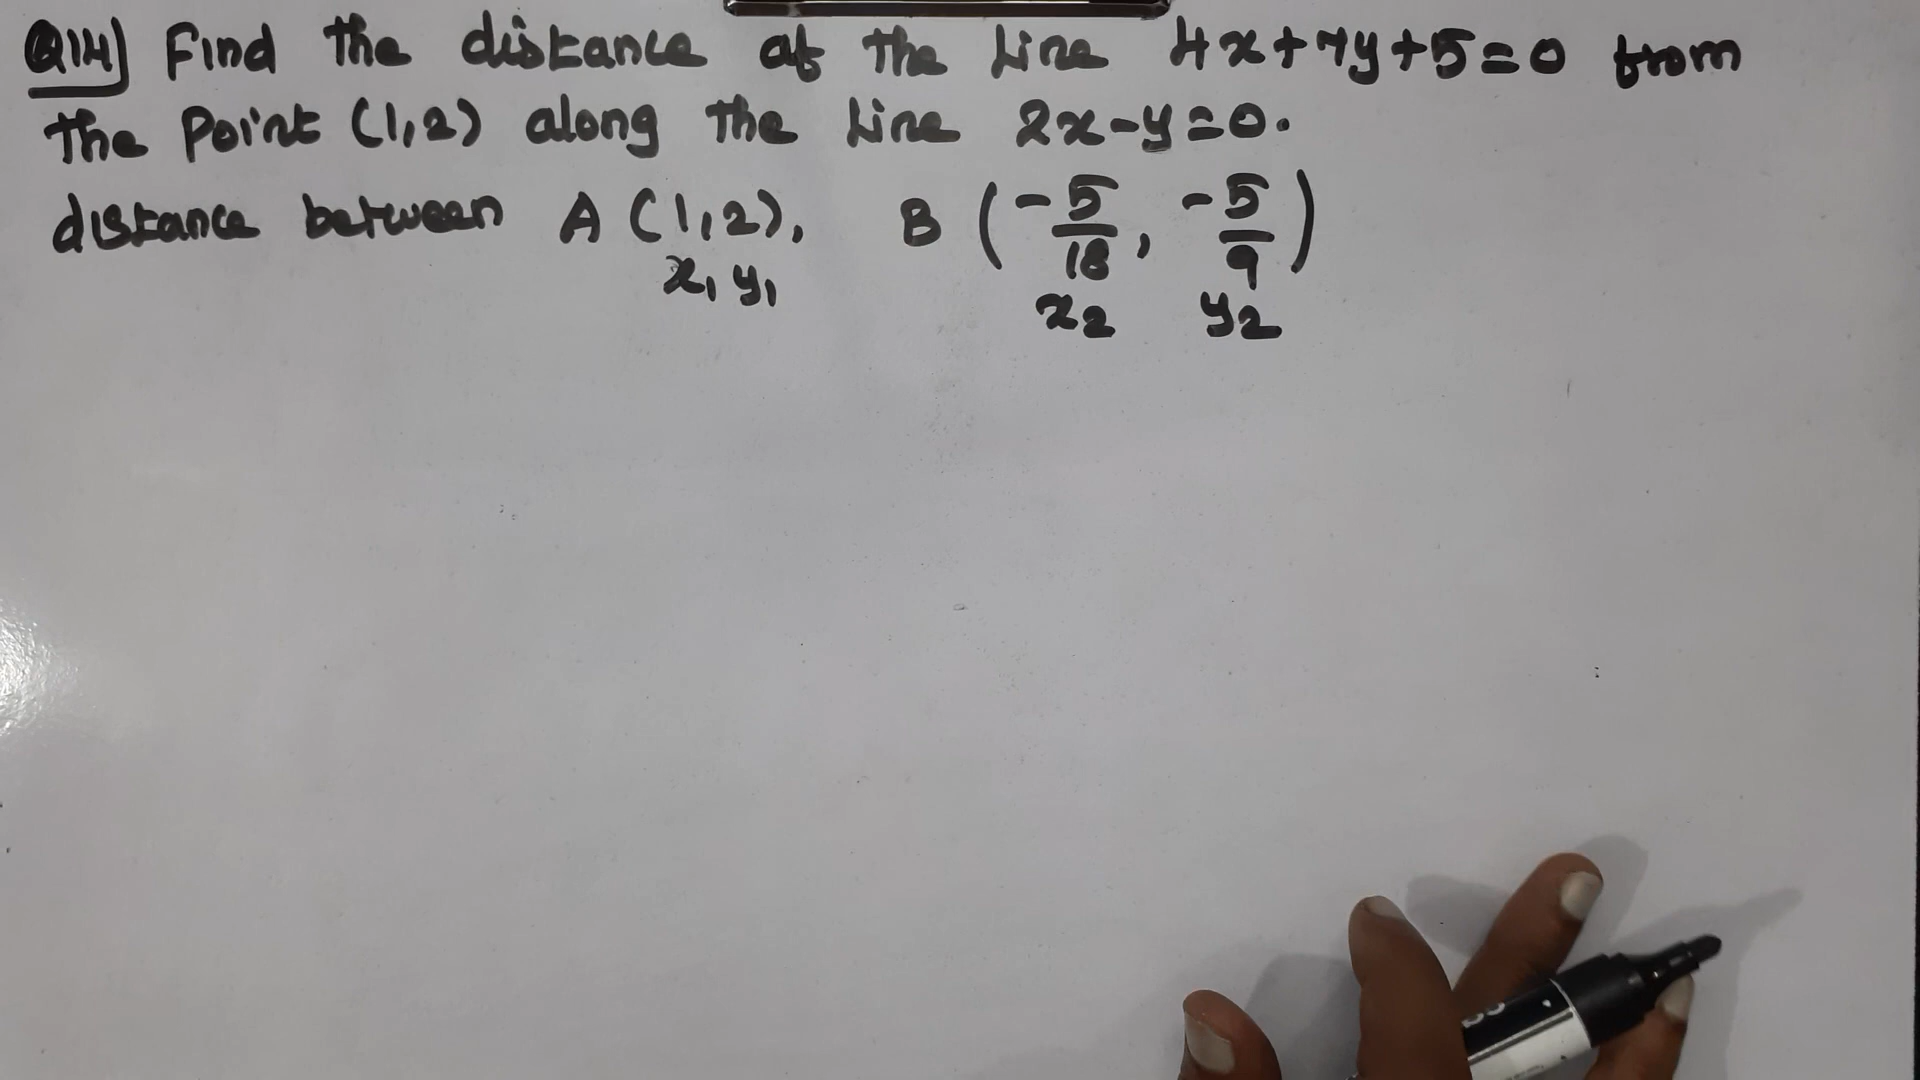 Q14) Find the distance of the line 4x+7y+5=0 from
the point (1,2) along the line 2x-y=0.
distance between A (1,2), B (-5/18, -5/9)
x₁ y₁ x₂ y₂